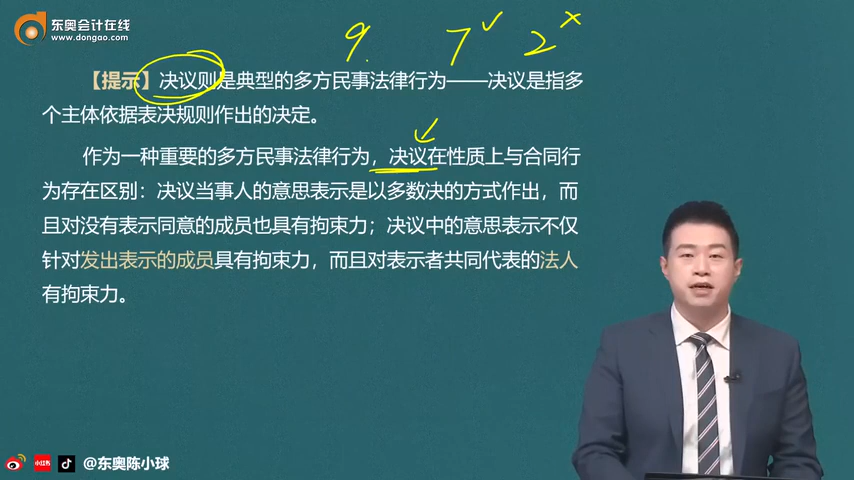 东奥会计在线
www.dongao.com
9. 7√ 2×
【提示】决议则是典型的多方民事法律行为——决议是指多
个主体依据表决规则作出的决定。
作为一种重要的多方民事法律行为，决议在性质上与合同行
为存在区别：决议当事人的意思表示是以多数决的方式作出，而
且对没有表示同意的成员也具有拘束力；决议中的意思表示不仅
针对发出表示的成员具有拘束力，而且对表示者共同代表的法人
有拘束力。
小红书
@东奥陈小球